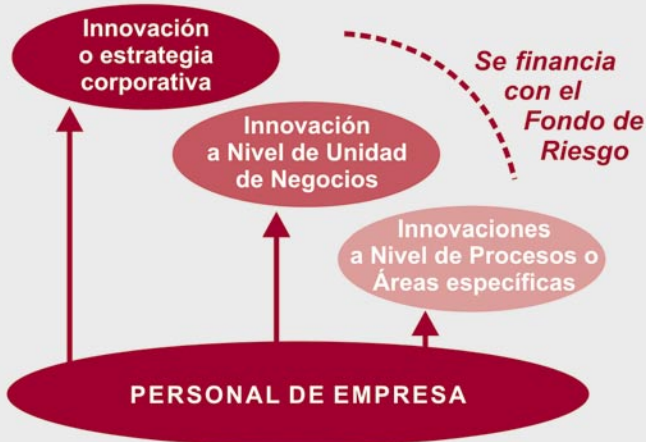 Innovación
o estrategia
corporativa
Se financia
con el
Fondo de
Riesgo
Innovación
a Nivel de Unidad
de Negocios
Innovaciones
a Nivel de Procesos o
Áreas específicas
PERSONAL DE EMPRESA